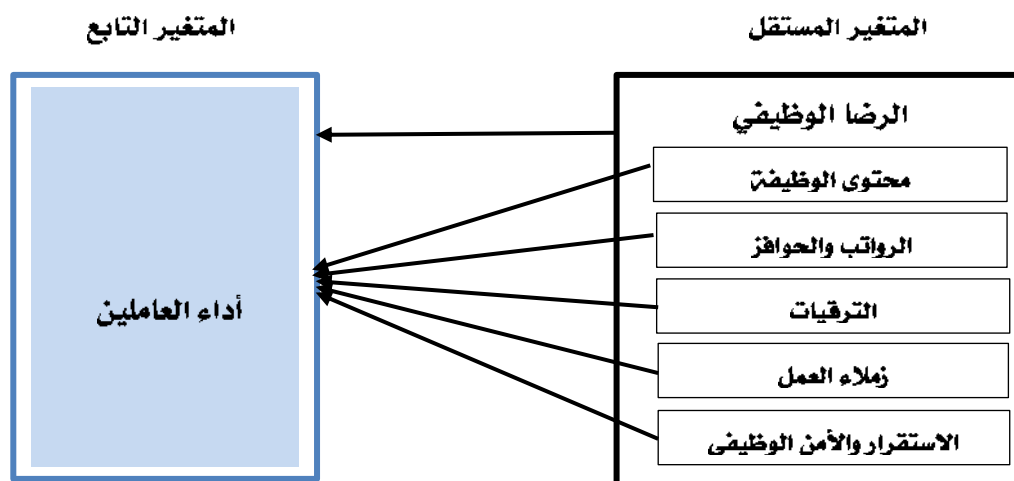 المتغير المستقل
المتغير التابع
الرضا الوظيفي
محتوى الوظيفة
الرواتب والحوافز
الترقيات
زملاء العمل
الاستقرار والأمن الوظيفي
أداء العاملين